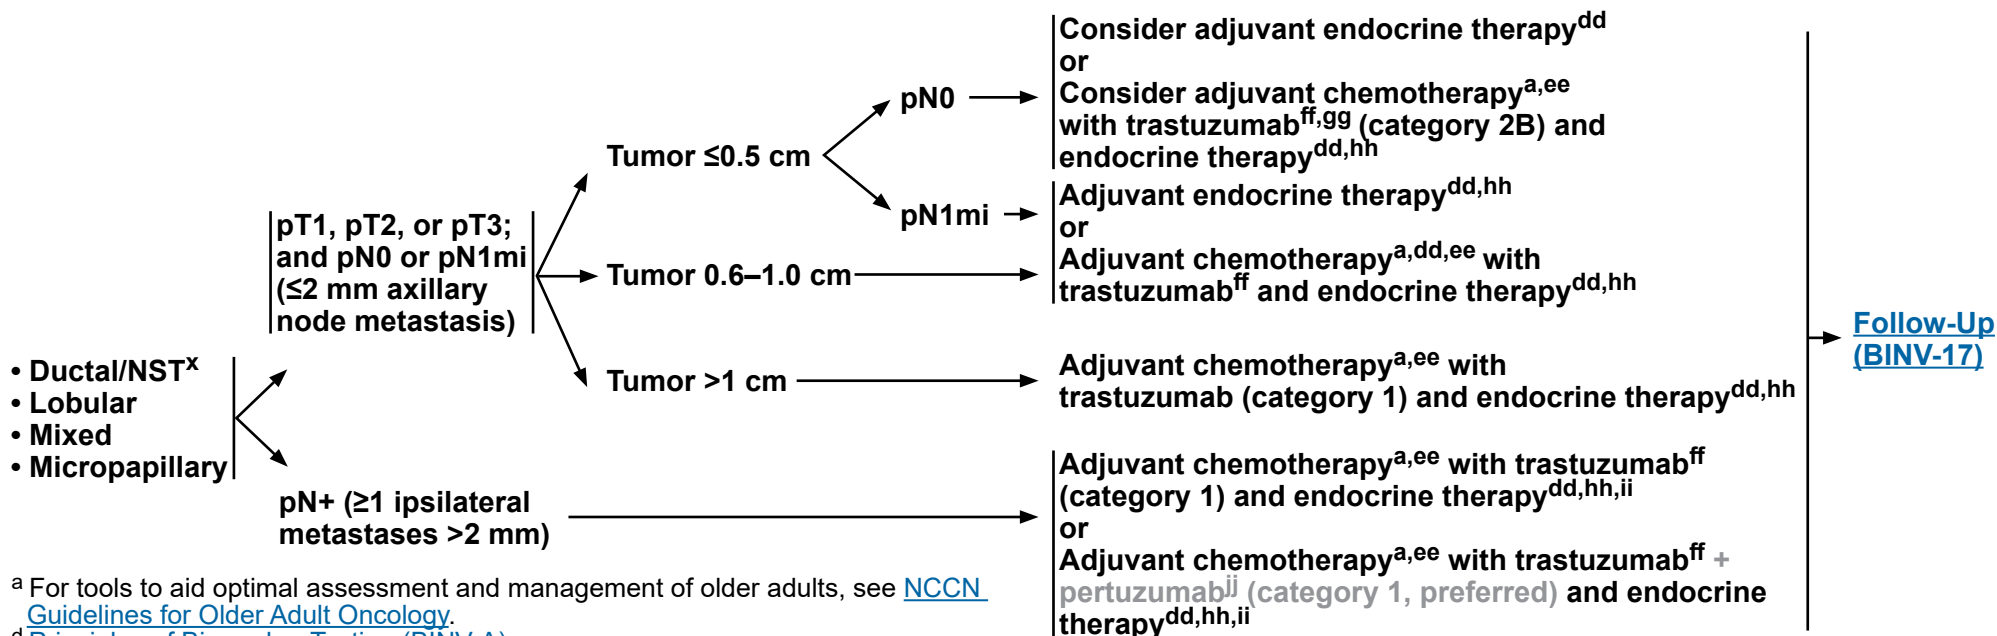 • Ductal/NSTx
• Lobular
• Mixed
• Micropapillary
pT1, pT2, or pT3;
and pN0 or pN1mi
(≤2 mm axillary
node metastasis)
pN+ (≥1 ipsilateral
metastases >2 mm)
Tumor ≤0.5 cm
Tumor 0.6–1.0 cm
Tumor >1 cm
pN0
pN1mi
Consider adjuvant endocrine therapydd
or
Consider adjuvant chemotherapya,ee
with trastuzumabff,gg (category 2B) and
endocrine therapydd,hh
Adjuvant endocrine therapydd,hh
or
Adjuvant chemotherapya,dd,ee with
trastuzumabff and endocrine therapydd,hh
Adjuvant chemotherapya,ee with
trastuzumab (category 1) and endocrine therapydd,hh
Adjuvant chemotherapya,ee with trastuzumabff
(category 1) and endocrine therapydd,hh,ii
or
Adjuvant chemotherapya,ee with trastuzumabff +
pertuzumabjj (category 1, preferred) and endocrine
therapydd,hh,ii
Follow-Up
(BINV-17)
a For tools to aid optimal assessment and management of older adults, see NCCN
Guidelines for Older Adult Oncology.
d Principles of Biomarker Testing (BINV-A)